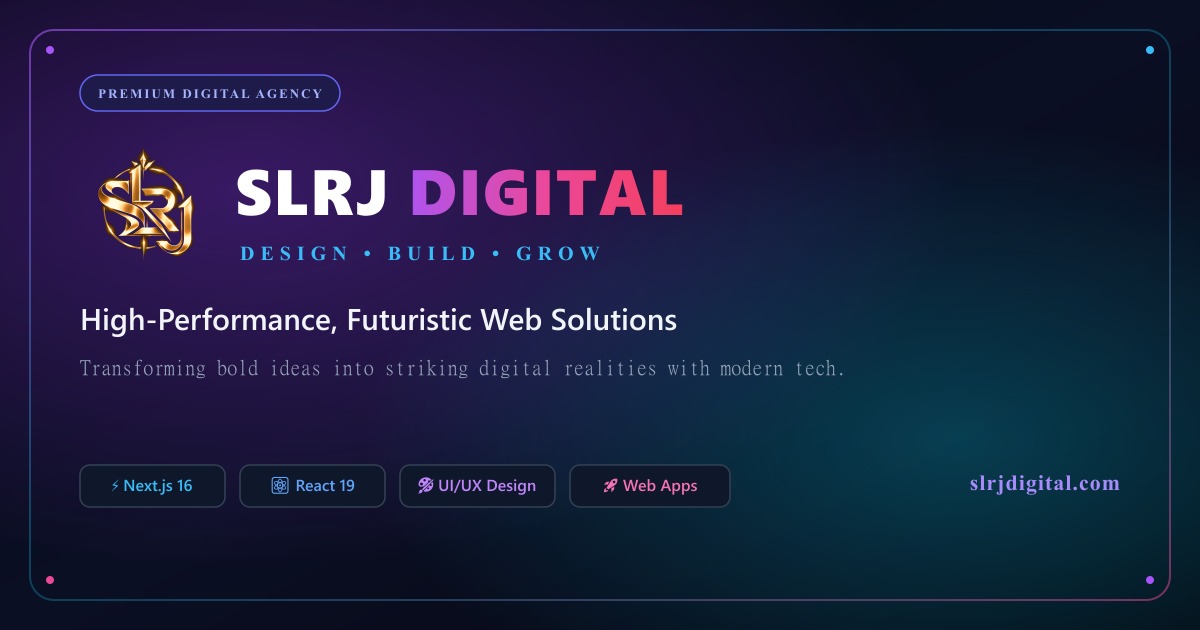 PREMIUM DIGITAL AGENCY
SLRJ
SLRJ DIGITAL
DESIGN • BUILD • GROW
High-Performance, Futuristic Web Solutions
Transforming bold ideas into striking digital realities with modern tech.
⚡ Next.js 16
⚛ React 19
🎨 UI/UX Design
🚀 Web Apps
slrjdigital.com